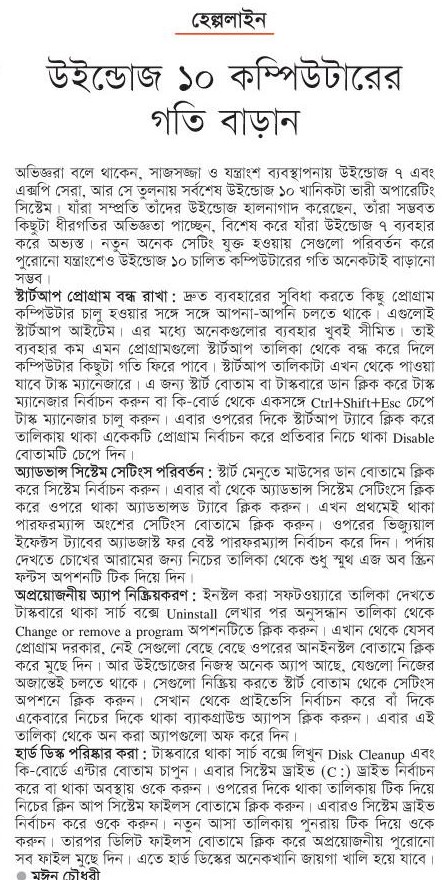 হেল্পলাইন
উইন্ডোজ ১০ কম্পিউটারের
গতি বাড়ান
অভিজ্ঞরা বলে থাকেন, সাজসজ্জা ও যন্ত্রাংশ ব্যবস্থাপনায় উইন্ডোজ ৭ এবং
এক্সপি সেরা, আর সে তুলনায় সর্বশেষ উইন্ডোজ ১০ খানিকটা ভারী অপারেটিং
সিস্টেম। যাঁরা সম্প্রতি তাঁদের উইন্ডোজ হালনাগাদ করেছেন, তাঁরা সম্ভবত
কিছুটা ধীরগতির অভিজ্ঞতা পাচ্ছেন, বিশেষ করে যাঁরা উইন্ডোজ ৭ ব্যবহার
করে অভ্যস্ত। নতুন অনেক সেটিং যুক্ত হওয়ায় সেগুলো পরিবর্তন করে
পুরোনো যন্ত্রাংশেও উইন্ডোজ ১০ চালিত কম্পিউটারের গতি অনেকটাই বাড়ানো
সম্ভব।
স্টার্টআপ প্রোগ্রাম বন্ধ রাখা : দ্রুত ব্যবহারের সুবিধা করতে কিছু প্রোগ্রাম
কম্পিউটার চালু হওয়ার সঙ্গে সঙ্গে আপনা-আপনি চলতে থাকে। এগুলোই
স্টার্টআপ আইটেম। এর মধ্যে অনেকগুলোর ব্যবহার খুবই সীমিত। তাই
ব্যবহার কম এমন প্রোগ্রামগুলো স্টার্টআপ তালিকা থেকে বন্ধ করে দিলে
কম্পিউটার কিছুটা গতি ফিরে পাবে। স্টার্টআপ তালিকাটা এখন থেকে পাওয়া
যাবে টাস্ক ম্যানেজারে। এ জন্য স্টার্ট বোতাম বা টাস্কবারে ডান ক্লিক করে টাস্ক
ম্যানেজার নির্বাচন করুন বা কি-বোর্ড থেকে একসঙ্গে Ctrl+Shift+Esc চেপে
টাস্ক ম্যানেজার চালু করুন। এবার ওপরের দিকে স্টার্টআপ ট্যাবে ক্লিক করে
তালিকায় থাকা একেকটি প্রোগ্রাম নির্বাচন করে প্রতিবার নিচে থাকা Disable
বোতামটি চেপে দিন।
অ্যাডভান্স সিস্টেম সেটিংস পরিবর্তন : স্টার্ট মেনুতে মাউসের ডান বোতামে ক্লিক
করে সিস্টেম নির্বাচন করুন। এবার বাঁ থেকে অ্যাডভান্স সিস্টেম সেটিংসে ক্লিক
করে ওপরে থাকা অ্যাডভান্সড ট্যাবে ক্লিক করুন। এখন প্রথমেই থাকা
পারফরম্যান্স অংশের সেটিংস বোতামে ক্লিক করুন। ওপরের ভিজ্যুয়াল
ইফেক্টস ট্যাবের অ্যাডজাস্ট ফর বেস্ট পারফরম্যান্স নির্বাচন করে দিন। পর্দায়
দেখতে চোখের আরামের জন্য নিচের তালিকা থেকে শুধু স্মুথ এজ অব স্ক্রিন
ফন্টস অপশনটি টিক দিয়ে দিন।
অপ্রয়োজনীয় অ্যাপ নিষ্ক্রিয়করণ : ইনস্টল করা সফটওয়্যারে তালিকা দেখতে
টাস্কবারে থাকা সার্চ বক্সে Uninstall লেখার পর অনুসন্ধান তালিকা থেকে
Change or remove a program অপশনটিতে ক্লিক করুন। এখান থেকে যেসব
প্রোগ্রাম দরকার, নেই সেগুলো বেছে বেছে ওপরের আনইনস্টল বোতামে ক্লিক
করে মুছে দিন। আর উইন্ডোজের নিজস্ব অনেক অ্যাপ আছে, যেগুলো নিজের
অজান্তেই চলতে থাকে। সেগুলো নিষ্ক্রিয় করতে স্টার্ট বোতাম থেকে সেটিংস
অপশনে ক্লিক করুন। সেখান থেকে প্রাইভেসি নির্বাচন করে বাঁ দিকে
একেবারে নিচের দিকে থাকা ব্যাকগ্রাউন্ড অ্যাপস ক্লিক করুন। এবার এই
তালিকা থেকে অন করা অ্যাপগুলো অফ করে দিন।
হার্ড ডিস্ক পরিষ্কার করা : টাস্কবারে থাকা সার্চ বক্সে লিখুন Disk Cleanup এবং
কি-বোর্ডে এন্টার বোতাম চাপুন। এবার সিস্টেম ড্রাইভ (C :) ড্রাইভ নির্বাচন
করে বা থাকা অবস্থায় ওকে করুন। ওপরের দিকে থাকা তালিকায় টিক দিয়ে
নিচের ক্লিন আপ সিস্টেম ফাইলস বোতামে ক্লিক করুন। এবারও সিস্টেম ড্রাইভ
নির্বাচন করে ওকে করুন। নতুন আসা তালিকায় পুনরায় টিক দিয়ে ওকে
করুন। তারপর ডিলিট ফাইলস বোতামে ক্লিক করে অপ্রয়োজনীয় পুরোনো
সব ফাইল মুছে দিন। এতে হার্ড ডিস্কের অনেকখানি জায়গা খালি হয়ে যাবে।
● মঈন চৌধুরী